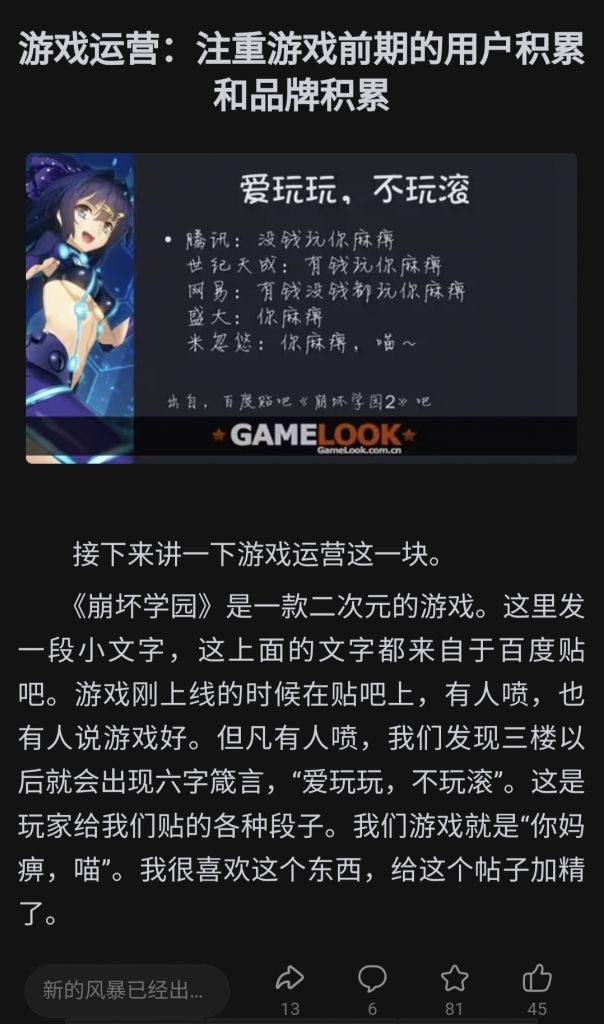 游戏运营：注重游戏前期的用户积累
和品牌积累
爱玩玩，不玩滚
• 腾讯：没钱玩你麻痹
世纪天成：有钱玩你麻痹
网易：有钱没钱都玩你麻痹
盛大：你麻痹
米忽悠：你麻痹，喵～
出自，百度贴吧《崩坏学园2》吧
GAMELOOK
GameLook.com.cn
接下来讲一下游戏运营这一块。
《崩坏学园》是一款二次元的游戏。这里发
一段小文字，这上面的文字都来自于百度贴
吧。游戏刚上线的时候在贴吧上，有人喷，也
有人说游戏好。但凡有人喷，我们发现三楼以
后就会出现六字箴言，“爱玩玩，不玩滚”。这是
玩家给我们贴的各种段子。我们游戏就是“你妈
痹，喵”。我很喜欢这个东西，给这个帖子加精
了。
新的风暴已经出...
13
6
81
45